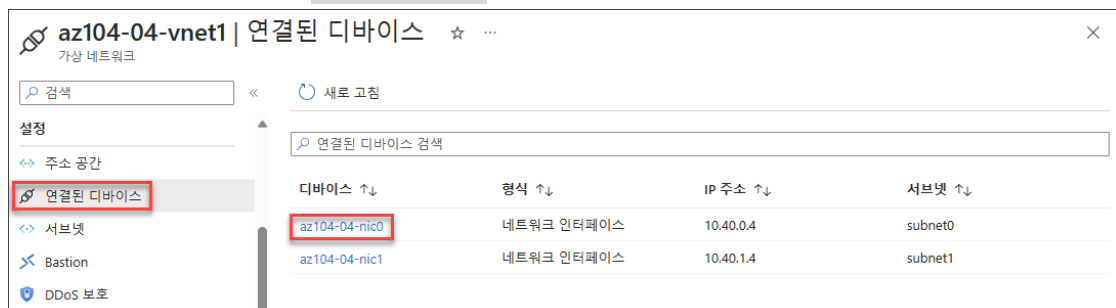 az104-04-vnet1 | 연결된 디바이스 ☆ ···
가상 네트워크
검색
새로 고침
설정
연결된 디바이스 검색
주소 공간
디바이스 ↑↓ 형식 ↑↓ IP 주소 ↑↓ 서브넷 ↑↓
연결된 디바이스
az104-04-nic0 네트워크 인터페이스 10.40.0.4 subnet0
서브넷
az104-04-nic1 네트워크 인터페이스 10.40.1.4 subnet1
Bastion
DDoS 보호